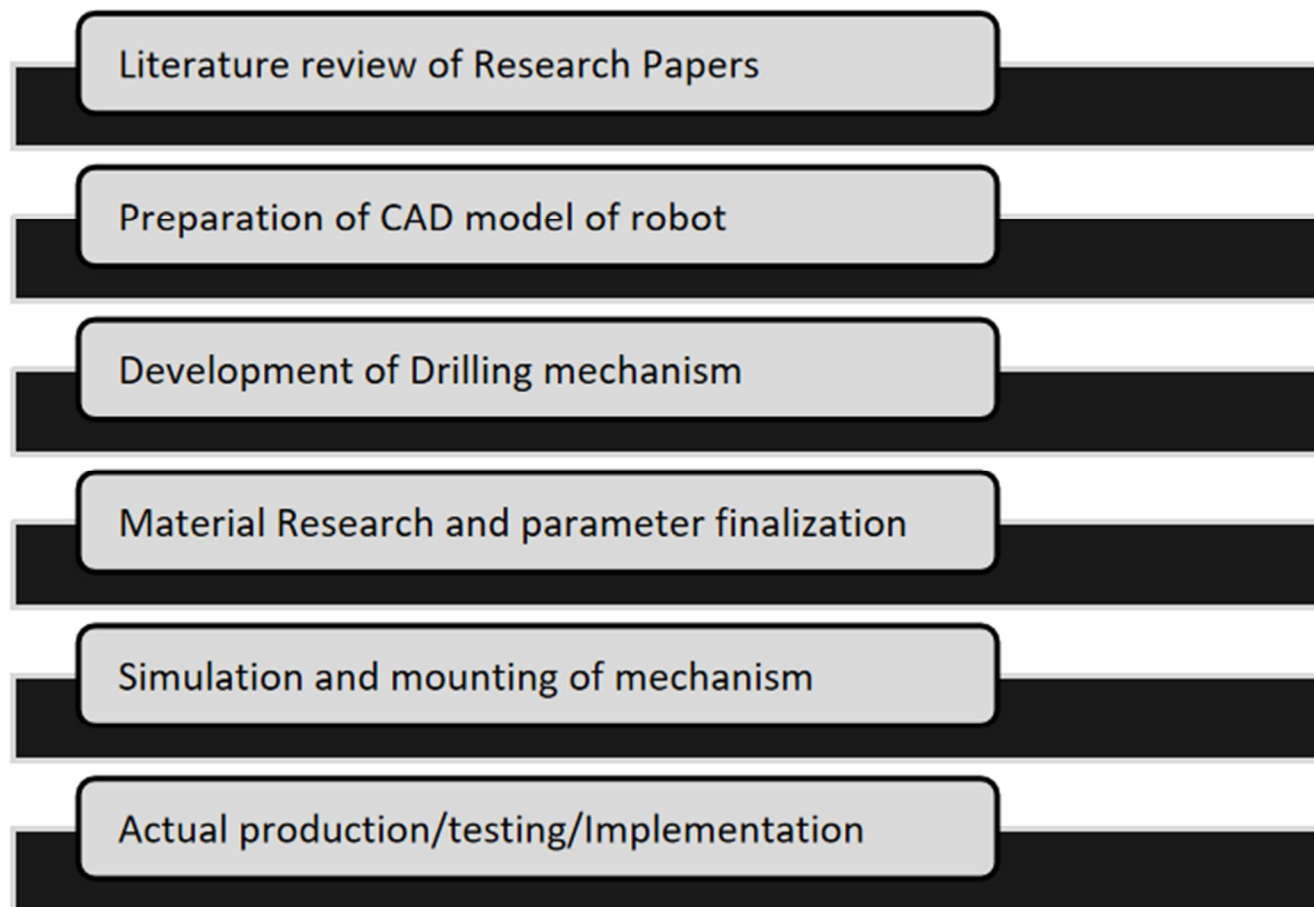 Literature review of Research Papers
Preparation of CAD model of robot
Development of Drilling mechanism
Material Research and parameter finalization
Simulation and mounting of mechanism
Actual production/testing/Implementation